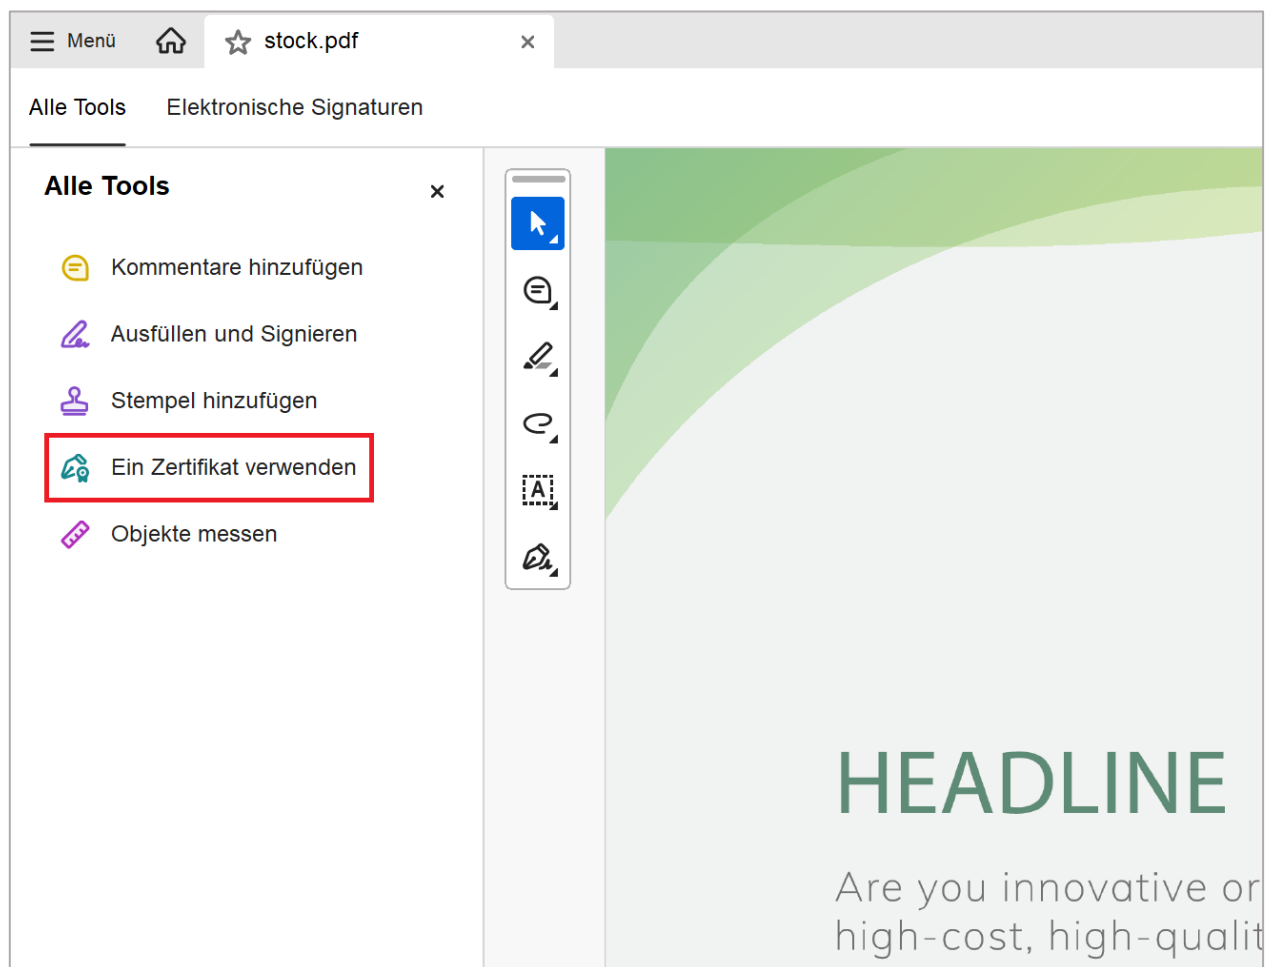 Menü
stock.pdf
Alle Tools
Elektronische Signaturen
Alle Tools
Kommentare hinzufügen
Ausfüllen und Signieren
Stempel hinzufügen
Ein Zertifikat verwenden
Objekte messen
A
HEADLINE
Are you innovative or
high-cost, high-qualit